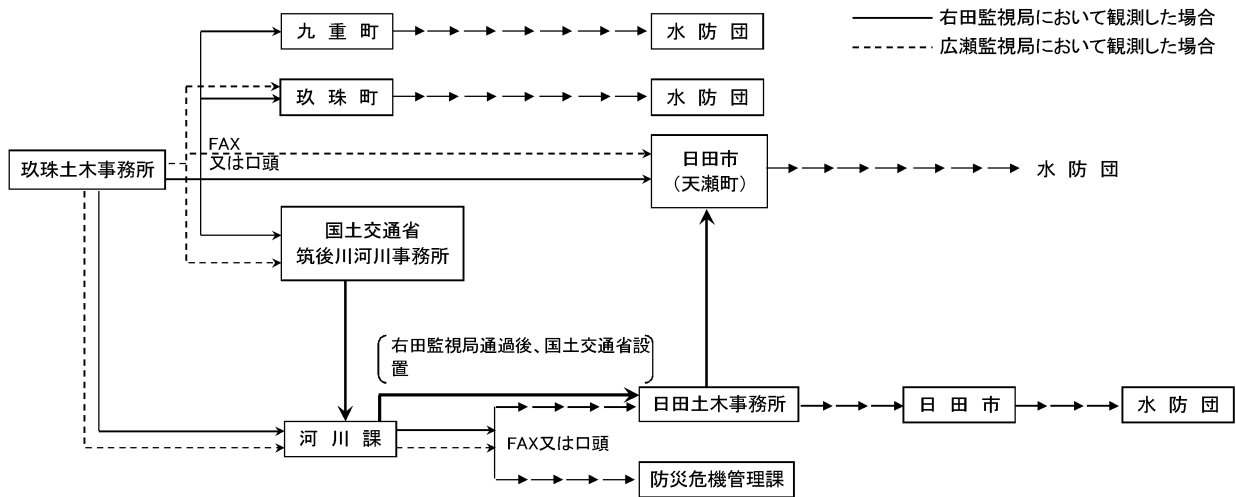 右田監視局において観測した場合
広瀬監視局において観測した場合
九重町
水防団
玖珠町
水防団
FAX
又は口頭
玖珠土木事務所
日田市
（天瀬町）
水防団
国土交通省
筑後川河川事務所
右田監視局通過後、国土交通省設
置
日田土木事務所
日田市
水防団
河川課
FAX又は口頭
防災危機管理課